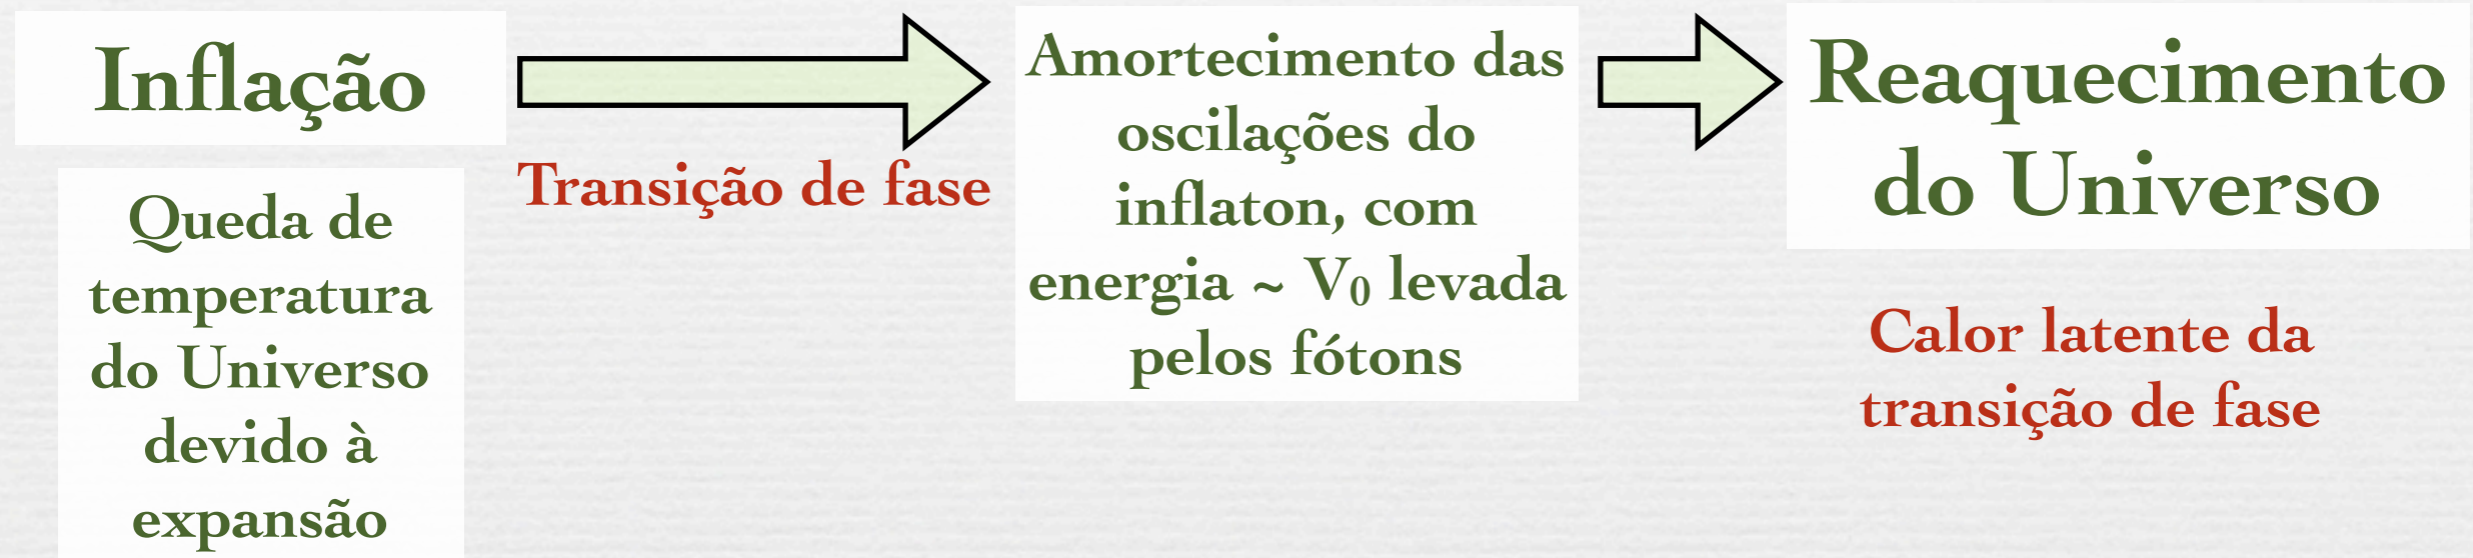 Inflação
Queda de
temperatura
do Universo
devido à
expansão
Transição de fase
Amortecimento das
oscilações do
inflaton, com
energia ~ V₀ levada
pelos fótons
Reaquecimento
do Universo
Calor latente da
transição de fase